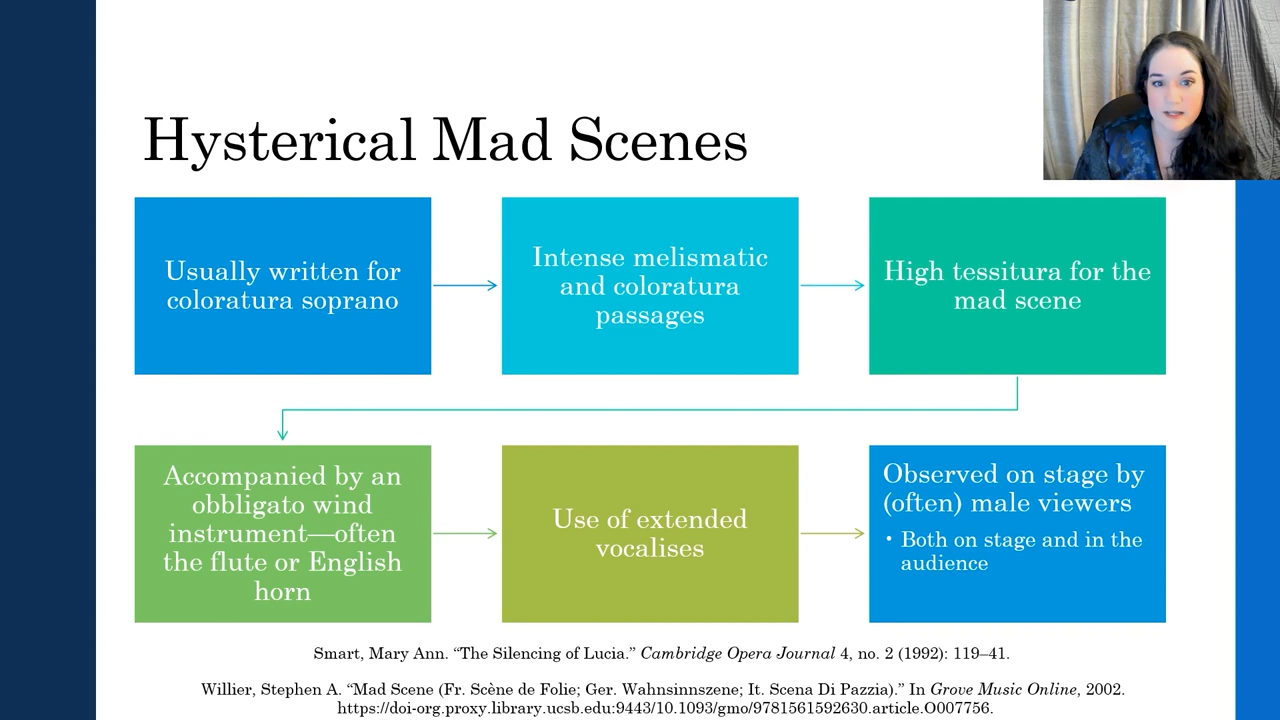 Hysterical Mad Scenes
Usually written for
coloratura soprano
Intense melismatic
and coloratura
passages
High tessitura for the
mad scene
Accompanied by an
obbligato wind
instrument—often
the flute or English
horn
Use of extended
vocalises
Observed on stage by
(often) male viewers
• Both on stage and in the
audience
Smart, Mary Ann. “The Silencing of Lucia.” Cambridge Opera Journal 4, no. 2 (1992): 119–41.
Willier, Stephen A. “Mad Scene (Fr. Scène de Folie; Ger. Wahnsinnszene; It. Scena Di Pazzia).” In Grove Music Online, 2002.
https://doi-org.proxy.library.ucsb.edu:9443/10.1093/gmo/9781561592630.article.O007756.